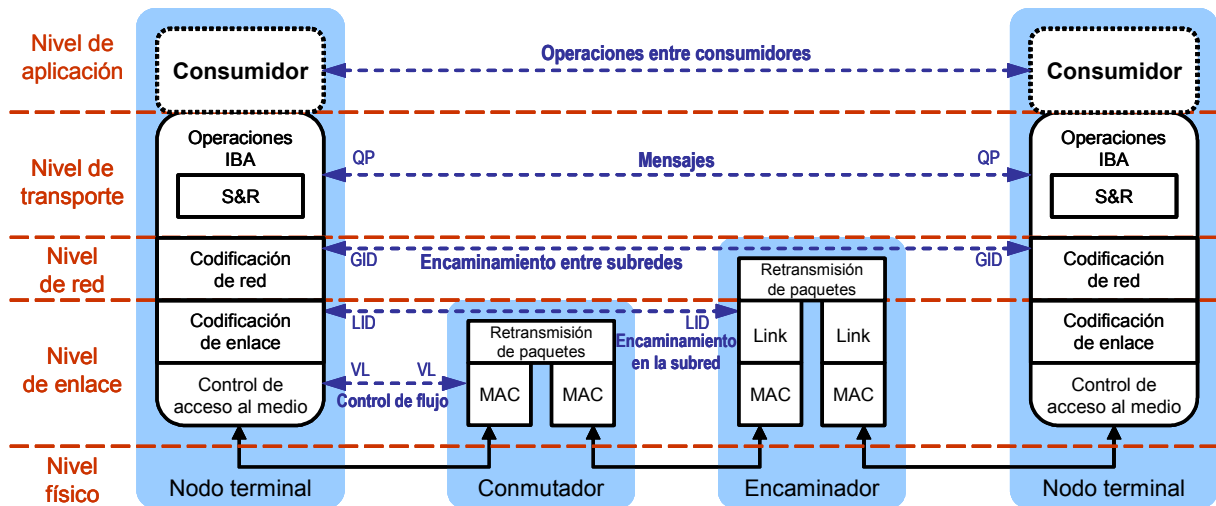 Nivel de
aplicación
Consumidor
Operaciones entre consumidores
Consumidor
Nivel de
transporte
Operaciones
IBA
S&R
QP
Mensajes
QP
Operaciones
IBA
S&R
Nivel
de red
Codificación
de red
GID
Encaminamiento entre subredes
GID
Retransmisión
de paquetes
Codificación
de red
Nivel
de enlace
Codificación
de enlace
LID
LID
Encaminamiento
en la subred
Retransmisión
de paquetes
Link
Link
Codificación
de enlace
Control de
acceso al medio
VL
VL
Control de flujo
MAC
MAC
MAC
MAC
Control de
acceso al medio
Nivel
físico
Nodo terminal
Conmutador
Encaminador
Nodo terminal